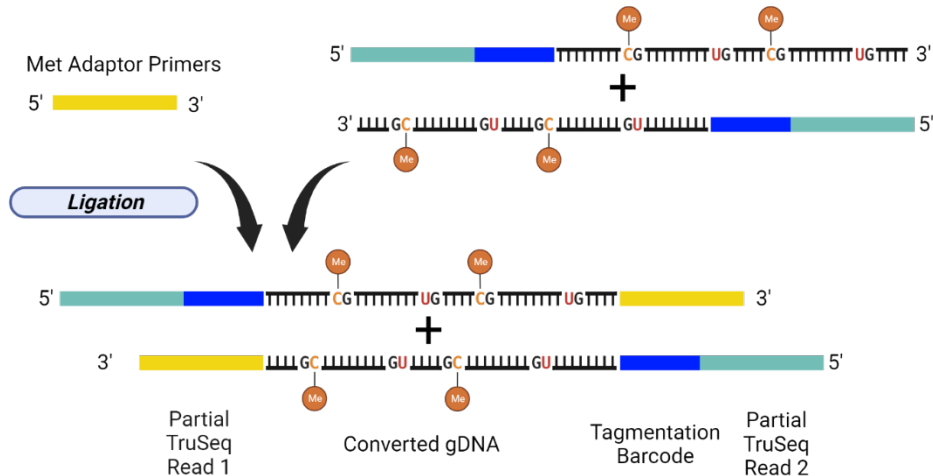 Met Adaptor Primers
5' 3'
Me Me
5' CG UG CG UG 3'
+
3' GC GU GC GU 5'
Me Me
Ligation
Me Me
5' CG UG CG UG 3'
+
3' GC GU GC GU 5'
Me Me
Partial
TruSeq
Read 1
Converted gDNA
Tagmentation
Barcode
Partial
TruSeq
Read 2